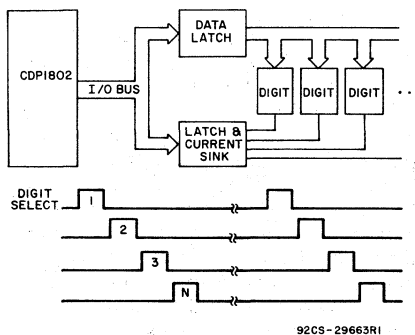 CDP1802
I/O BUS
DATA
LATCH
DIGIT
DIGIT
DIGIT
LATCH &
CURRENT
SINK
DIGIT
SELECT
1
2
3
N
92CS-29663R1